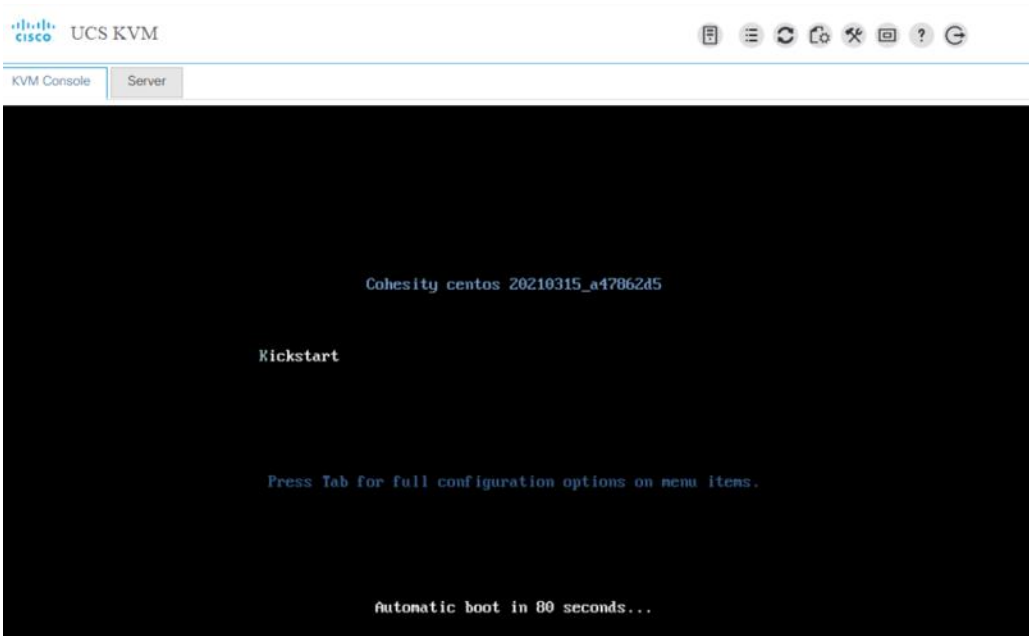 cisco UCS KVM
?
KVM Console Server
Cohesity centos 20210315_a47862d5
Kickstart
Press Tab for full configuration options on menu items.
Automatic boot in 80 seconds...